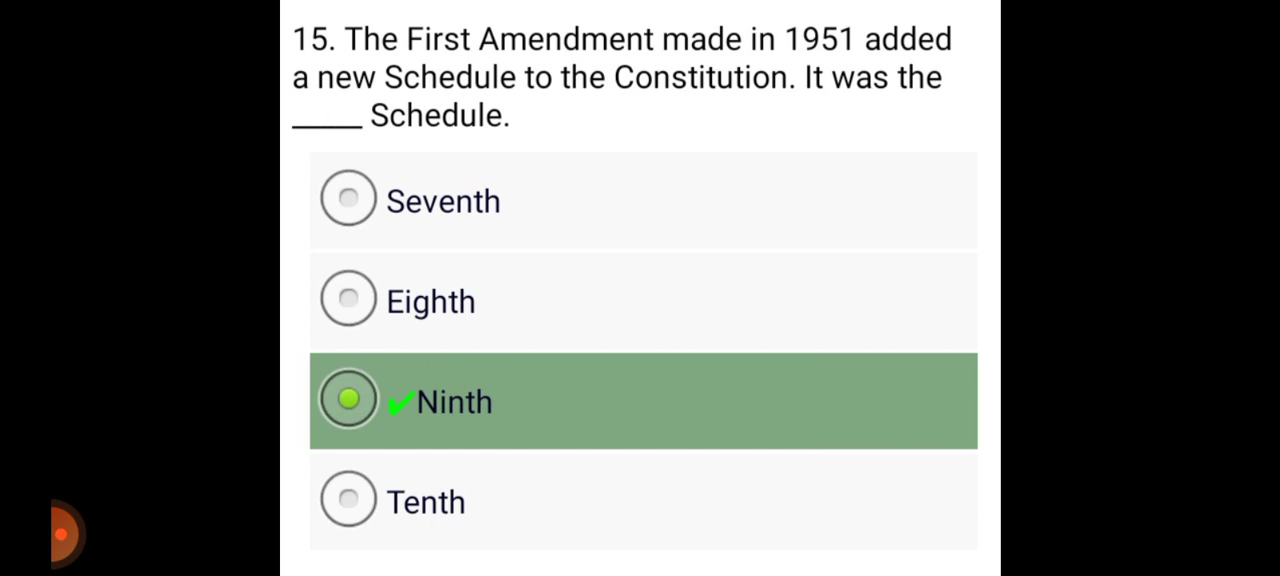 15. The First Amendment made in 1951 added
a new Schedule to the Constitution. It was the
_____ Schedule.
Seventh
Eighth
✔Ninth
Tenth